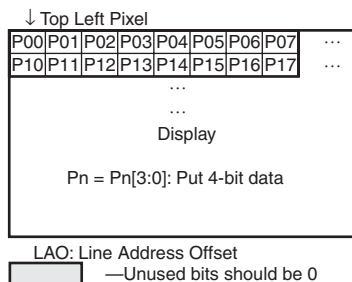 ↓ Top Left Pixel
P00 P01 P02 P03 P04 P05 P06 P07 ...
P10 P11 P12 P13 P14 P15 P16 P17 ...
...
...
Display
Pn = Pn[3:0]: Put 4-bit data
LAO: Line Address Offset
—Unused bits should be 0